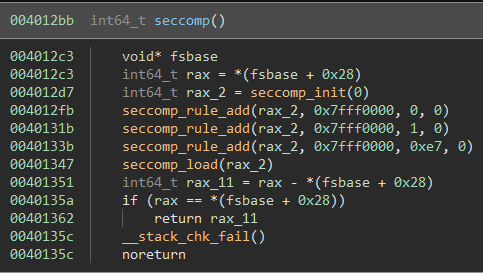 004012bb int64_t seccomp()
004012c3 void* fsbase
004012c3 int64_t rax = *(fsbase + 0x28)
004012d7 int64_t rax_2 = seccomp_init(0)
004012fb seccomp_rule_add(rax_2, 0x7fff0000, 0, 0)
0040131b seccomp_rule_add(rax_2, 0x7fff0000, 1, 0)
0040133b seccomp_rule_add(rax_2, 0x7fff0000, 0xe7, 0)
00401347 seccomp_load(rax_2)
00401351 int64_t rax_11 = rax - *(fsbase + 0x28)
0040135a if (rax == *(fsbase + 0x28))
00401362 return rax_11
0040135c __stack_chk_fail()
0040135c noreturn